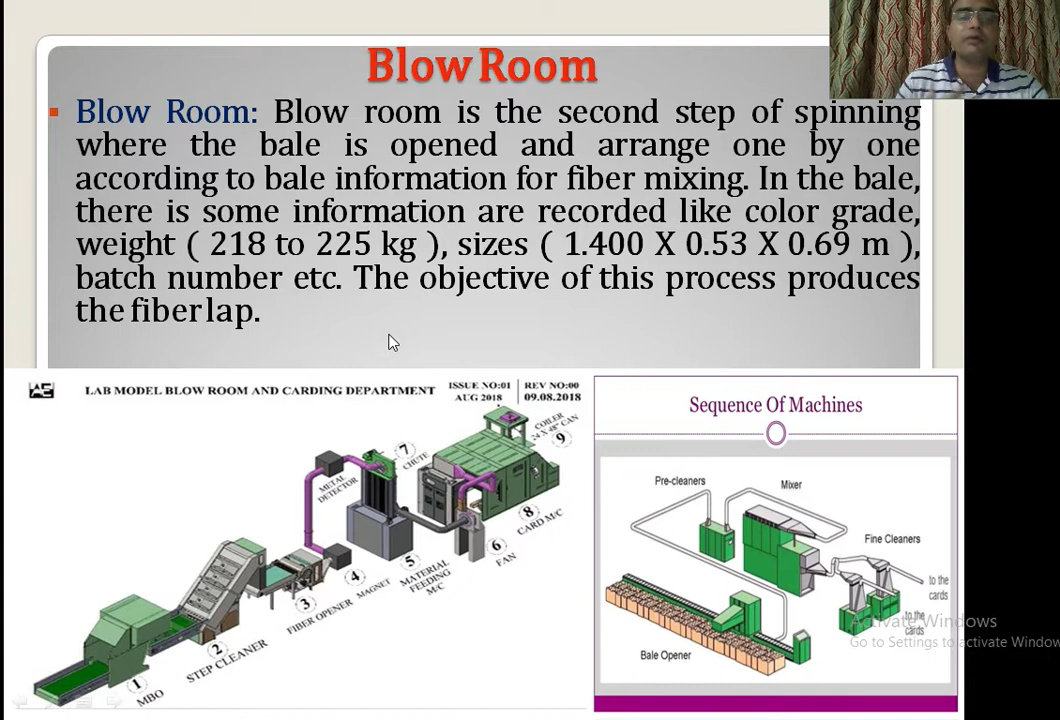 Blow Room
▪ Blow Room: Blow room is the second step of spinning
where the bale is opened and arrange one by one
according to bale information for fiber mixing. In the bale,
there is some information are recorded like color grade,
weight ( 218 to 225 kg ), sizes ( 1.400 X 0.53 X 0.69 m ),
batch number etc. The objective of this process produces
the fiber lap.
LAB MODEL BLOW ROOM AND CARDING DEPARTMENT
ISSUE NO:01
AUG 2018
REV NO:00
09.08.2018
1
MBO
2
STEP CLEANER
3
FIBER OPENER
4
MAGNET
METAL
DETECTOR
5
MATERIAL
FEEDING
M/C
6
FAN
7
CHUTE
8
CARD M/C
9
COILER
24 X 48" CAN
Sequence Of Machines
Pre-cleaners
Mixer
Fine Cleaners
to the
cards
to the
cards
Bale Opener
Activate Windows
Go to Settings to activate Window